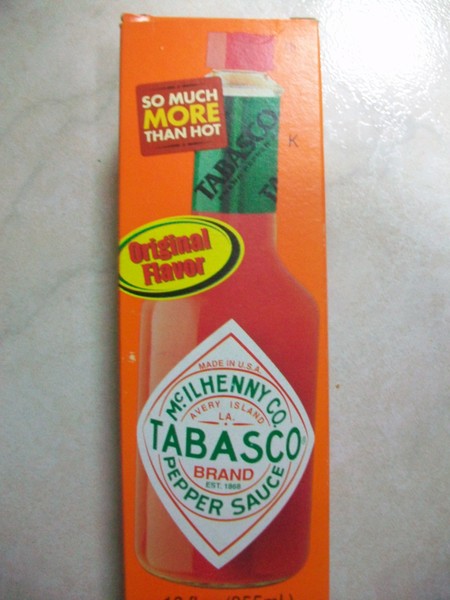 SO MUCH
MORE
THAN HOT
TABASCO
K
Original
Flavor
MADE IN U.S.A.
McILHENNY CO.
AVERY ISLAND
LA.
TABASCO
BRAND
EST. 1868
PEPPER SAUCE